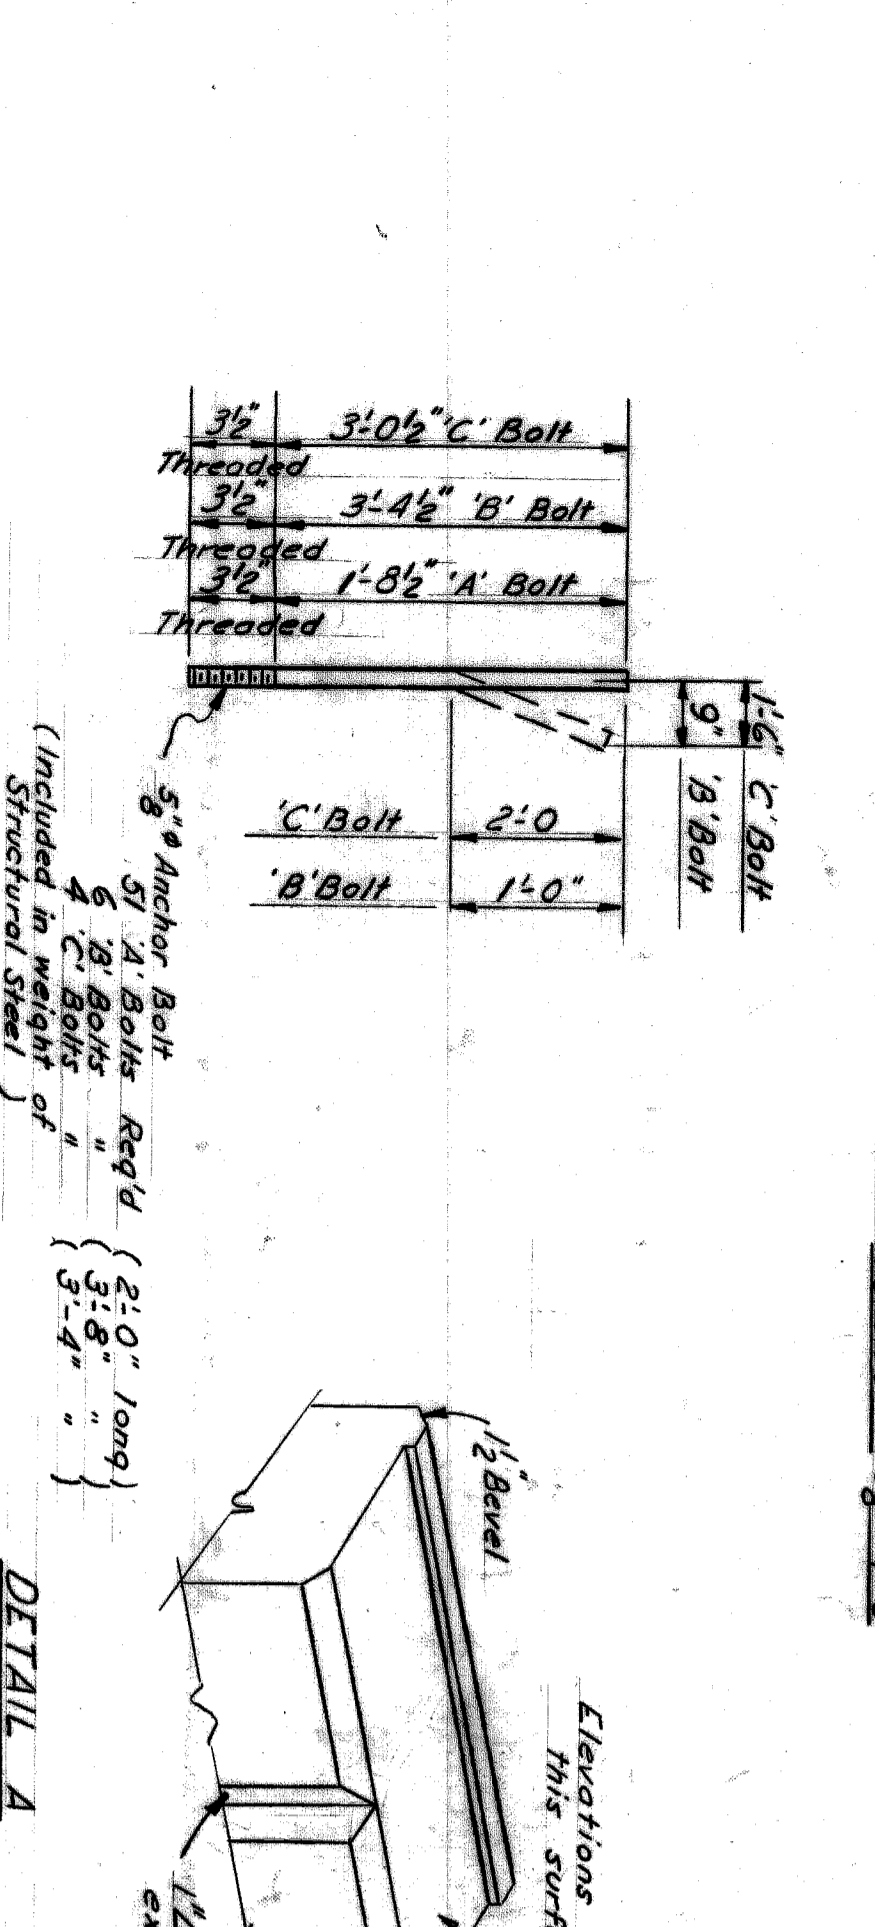 3½" 3'-0½" 'C' Bolt
Threaded
3½" 3'-4½" 'B' Bolt
Threaded
3½" 1'-8½" 'A' Bolt
Threaded
1'-6" 'C' Bolt
9" 'B' Bolt
'C' Bolt 2'-0
'B' Bolt 1'-0"
5/8"φ Anchor Bolt
51 'A' Bolts Req'd (2'-0" long)
6 'B' Bolts " (3'-8" " )
4 'C' Bolts " (3'-4" " )
(Included in weight of
Structural Steel)
1½" Bevel
Elevations
this
1"
DETAIL A